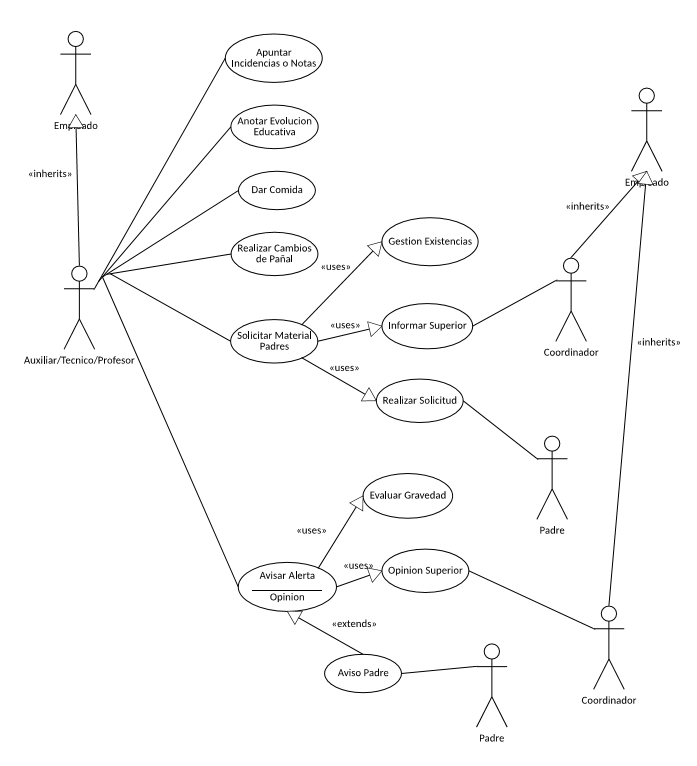 Apuntar
Incidencias o Notas
Empleado
Anotar Evolucion
Educativa
«inherits»
Dar Comida
Empleado
«inherits»
Realizar Cambios
de Pañal
Gestion Existencias
«uses»
Solicitar Material
Padres
«uses»
Informar Superior
«inherits»
Auxiliar/Tecnico/Profesor
Coordinador
«uses»
Realizar Solicitud
Padre
Evaluar Gravedad
«uses»
Avisar Alerta
Opinion
«uses»
Opinion Superior
«extends»
Aviso Padre
Coordinador
Padre